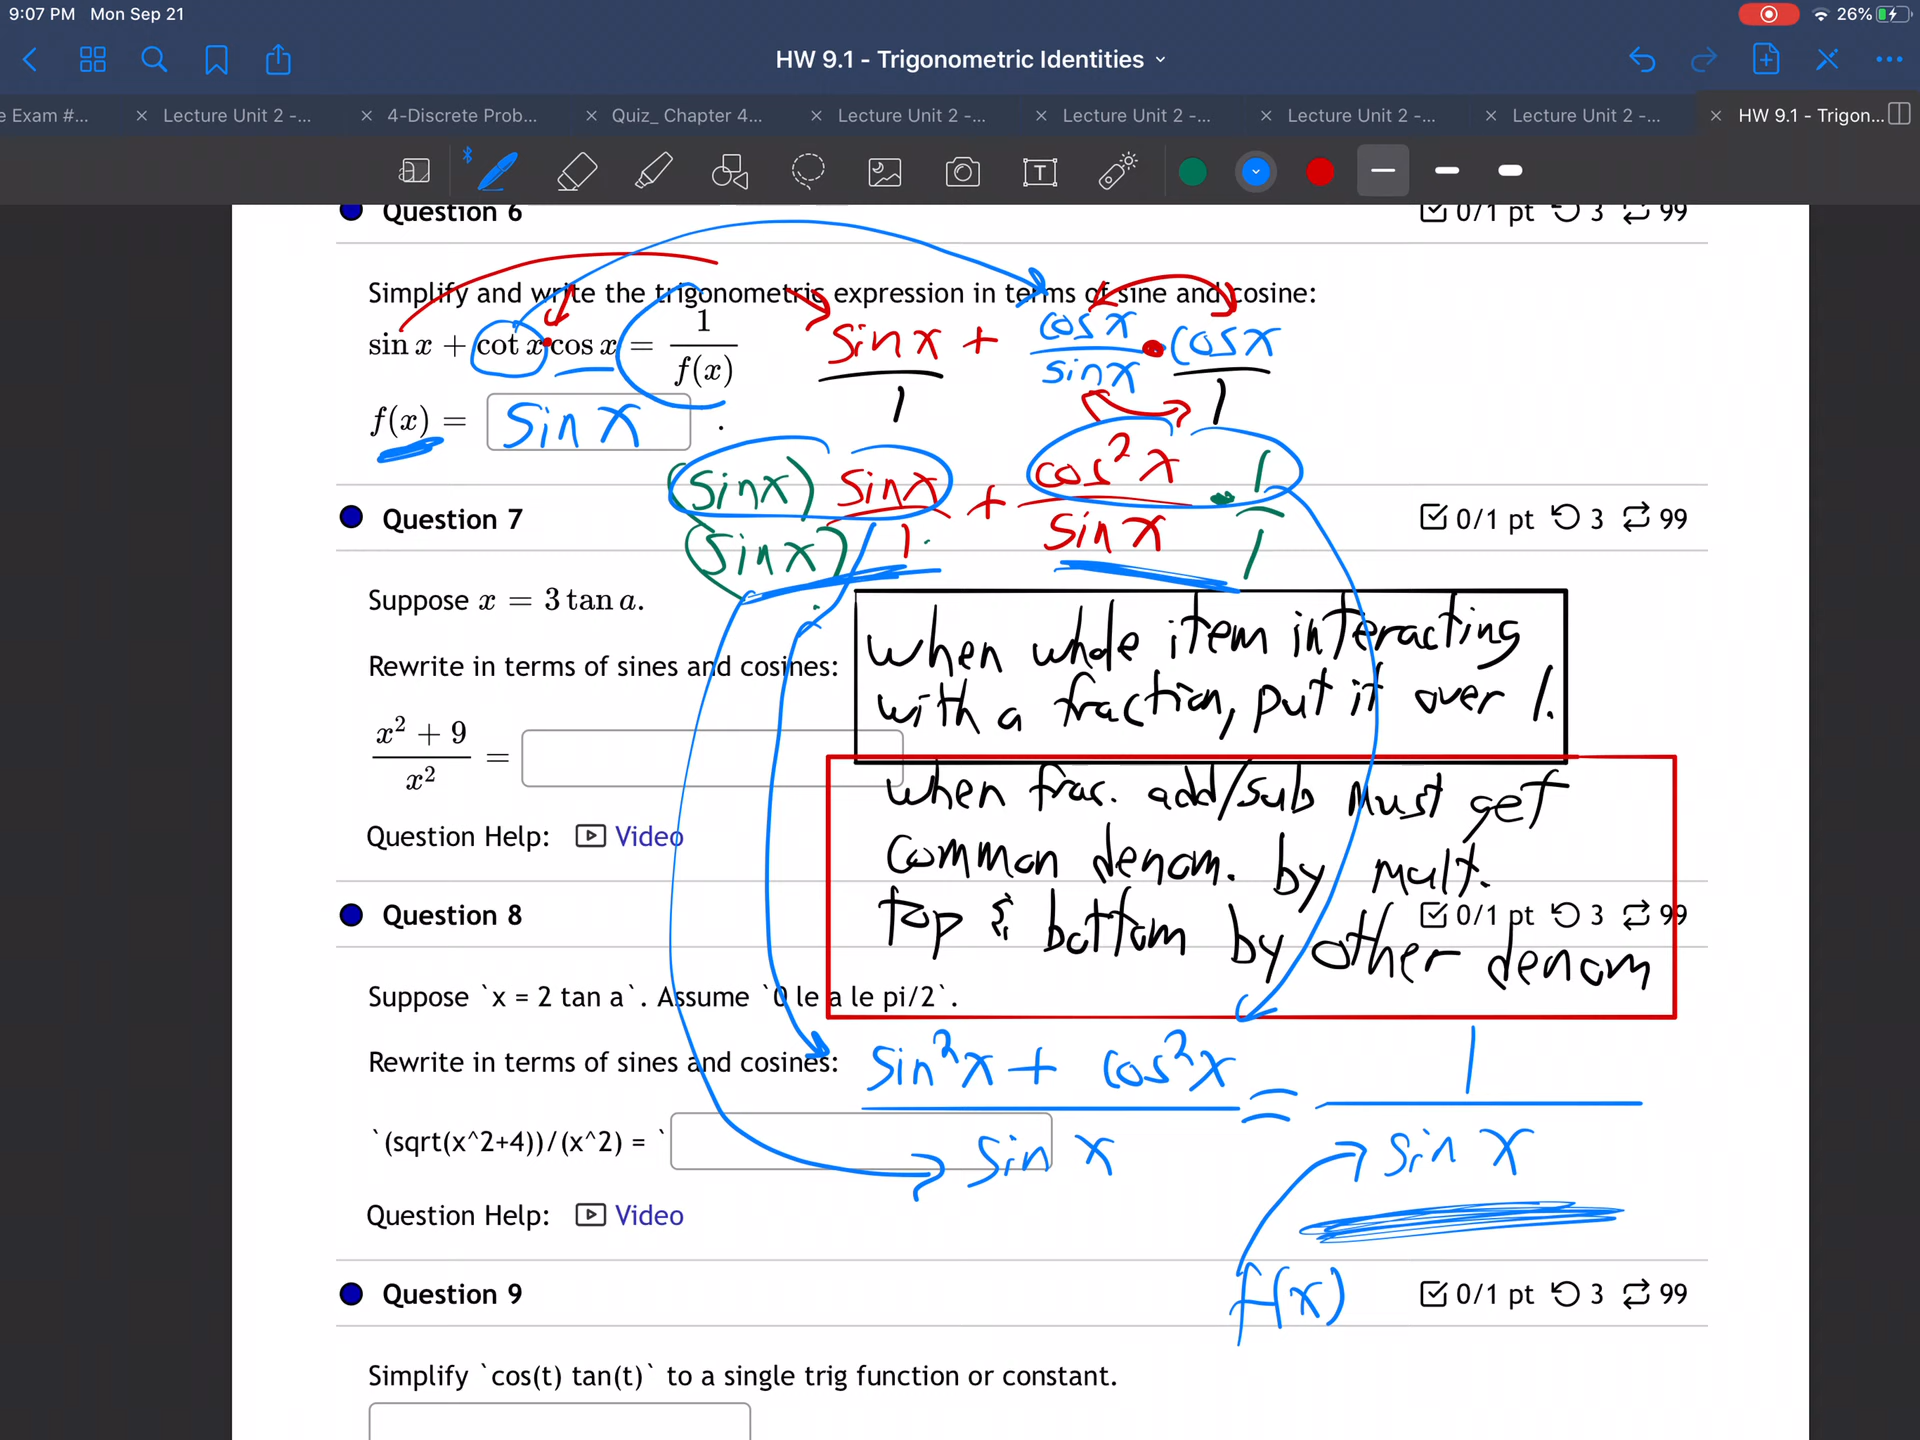 9:07 PM Mon Sep 21
26%
HW 9.1 - Trigonometric Identities
e Exam #...
Lecture Unit 2 -...
4-Discrete Prob...
Quiz_ Chapter 4...
Lecture Unit 2 -...
Lecture Unit 2 -...
Lecture Unit 2 -...
Lecture Unit 2 -...
HW 9.1 - Trigon...
Question 6
0/1 pt 3 99
Simplify and write the trigonometric expression in terms of sine and cosine:
sin x + cot x · cos x = 1/f(x)
sin x/1 + cos x/sin x · cos x/1
f(x) = sin x .
(sin x)/(sin x) sin x/1 + cos²x/sin x · 1/1
Question 7
0/1 pt 3 99
Suppose x = 3 tan a.
Rewrite in terms of sines and cosines:
when whole item interacting
with a fraction, put it over 1.
(x² + 9)/x² =
when frac. add/sub must get
common denom. by mult.
top & bottom by other denom
Question Help: Video
Question 8
0/1 pt 3 99
Suppose `x = 2 tan a`. Assume `0 le a le pi/2`.
Rewrite in terms of sines and cosines:
(sin²x + cos²x)/sin x = 1/sin x
`(sqrt(x^2+4))/(x^2) = `
Question Help: Video
f(x)
Question 9
0/1 pt 3 99
Simplify `cos(t) tan(t)` to a single trig function or constant.